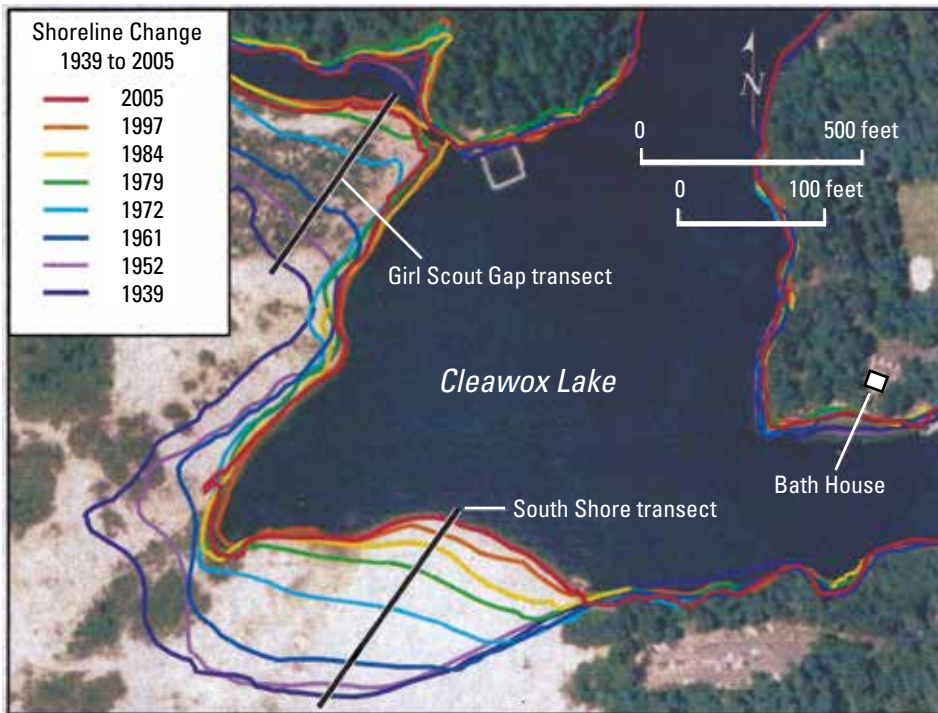 Shoreline Change
1939 to 2005
2005
1997
1984
1979
1972
1961
1952
1939
N
0 500 feet
0 100 feet
Girl Scout Gap transect
Cleawox Lake
Bath House
South Shore transect